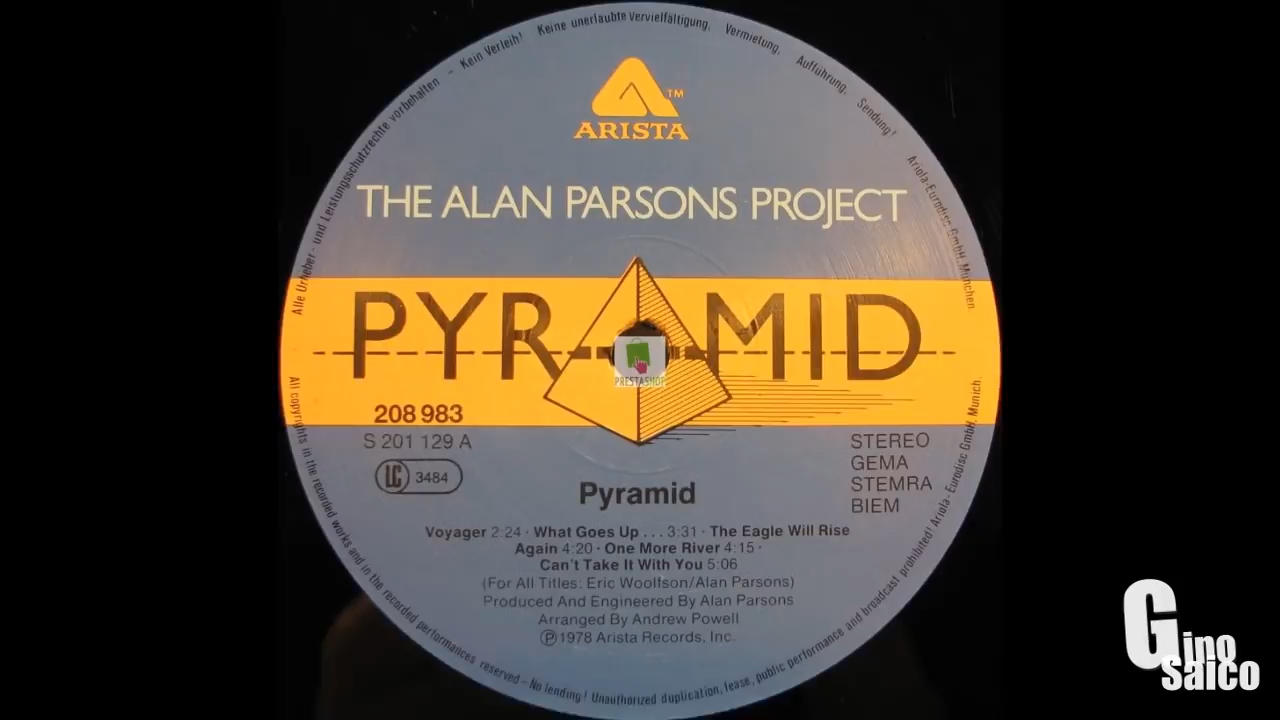 Alle Urheber- und Leistungsschutzrechte vorbehalten - Kein Verleih! Keine unerlaubte Vervielfältigung, Vermietung, Aufführung, Sendung! Ariola-Eurodisc GmbH, München.
TM
ARISTA
THE ALAN PARSONS PROJECT
PYRAMID
PRESTASHOP
208 983
S 201 129 A
LC 3484
STEREO
GEMA
STEMRA
BIEM
Pyramid
Voyager 2:24 · What Goes Up . . . 3:31 · The Eagle Will Rise
Again 4:20 · One More River 4:15 ·
Can't Take It With You 5:06
(For All Titles: Eric Woolfson/Alan Parsons)
Produced And Engineered By Alan Parsons
Arranged By Andrew Powell
Ⓟ1978 Arista Records, Inc.
All copyrights in the recorded works and in the recorded performances reserved - No lending! Unauthorized duplication, lease, public performance and broadcast prohibited! Ariola-Eurodisc GmbH, Munich.
Gino
Saico